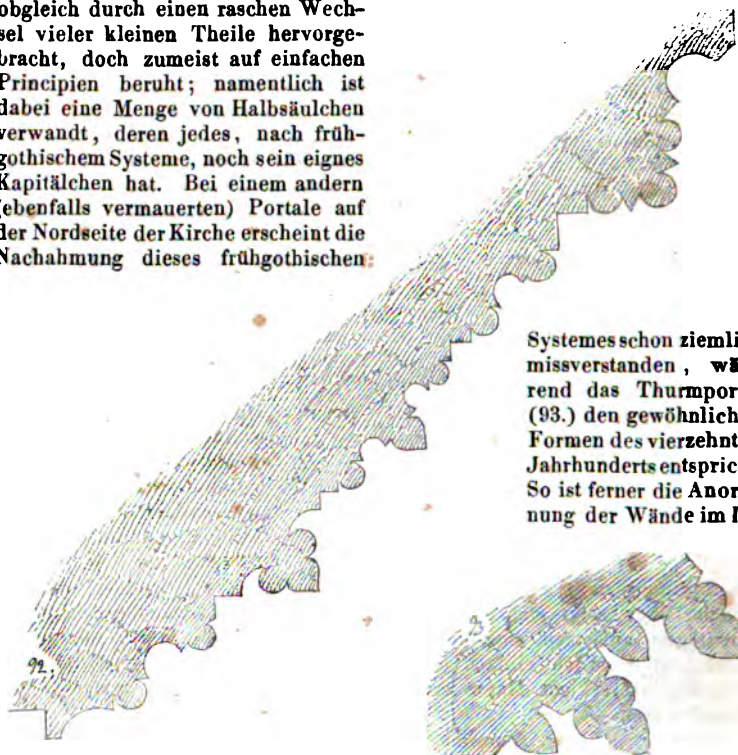 obgleich durch einen raschen Wech-
sel vieler kleinen Theile hervorge-
bracht, doch zumeist auf einfachen
Principien beruht; namentlich ist
dabei eine Menge von Halbsäulchen
verwandt, deren jedes, nach früh-
gothischem Systeme, noch sein eignes
Kapitälchen hat. Bei einem andern
(ebenfalls vermauerten) Portale auf
der Nordseite der Kirche erscheint die
Nachahmung dieses frühgothischen
Systemes schon ziemli
missverstanden, wäh
rend das Thurmpor
(93.) den gewöhnlich
Formen des vierzehnt
Jahrhunderts entspric
So ist ferner die Anor
nung der Wände im I
92.